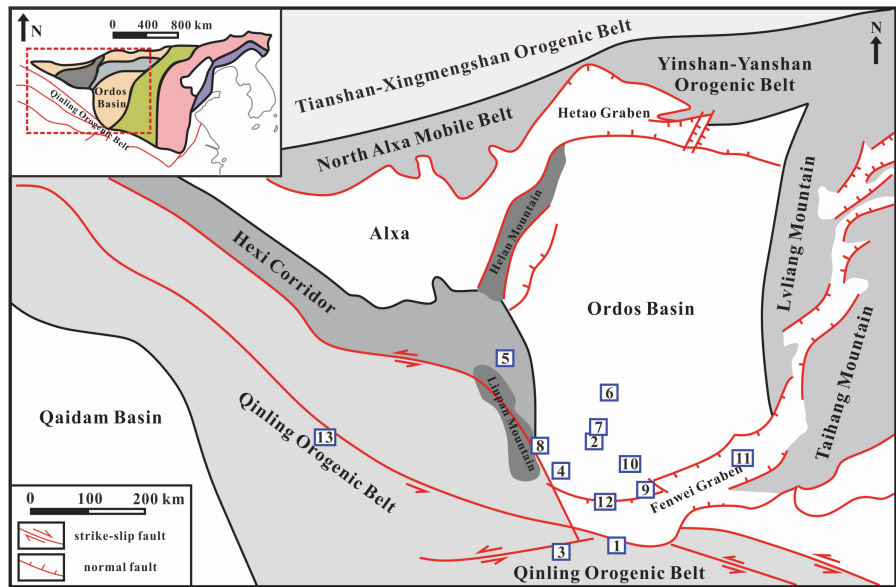 N
0 400 800 km
Ordos
Basin
Qinling Orogenic Belt
N
Tianshan-Xingmengshan Orogenic Belt
Yinshan-Yanshan
Orogenic Belt
North Alxa Mobile Belt
Hetao Graben
Alxa
Helan Mountain
Hexi Corridor
Ordos Basin
Lvliang Mountain
Taihang Mountain
Liupan Mountain
Qaidam Basin
Qinling Orogenic Belt
Fenwei Graben
5
6
7
2
13
8
4
10
11
9
12
3
1
Qinling Orogenic Belt
0 100 200 km
strike-slip fault
normal fault